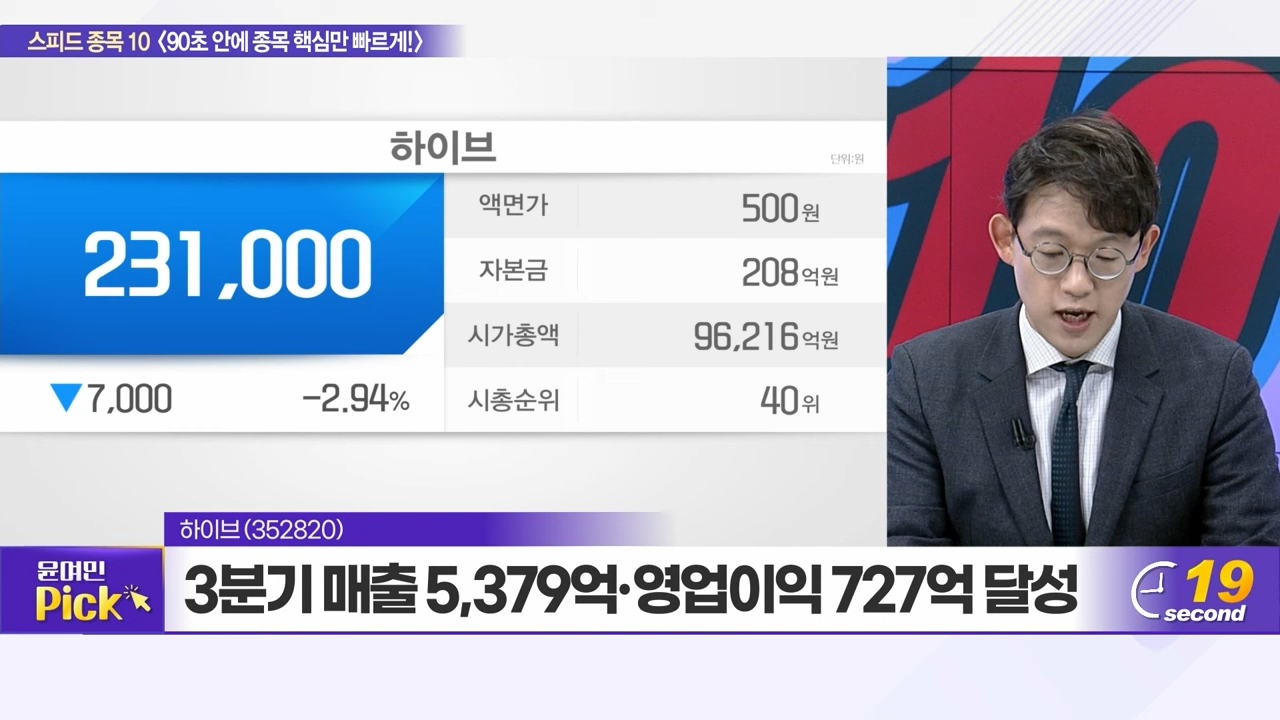 스피드 종목 10 〈90초 안에 종목 핵심만 빠르게!〉
하이브
단위:원
231,000
▼7,000 -2.94%
액면가 500원
자본금 208억원
시가총액 96,216억원
시총순위 40위
하이브(352820)
윤여민
Pick
3분기 매출 5,379억·영업이익 727억 달성
19
second